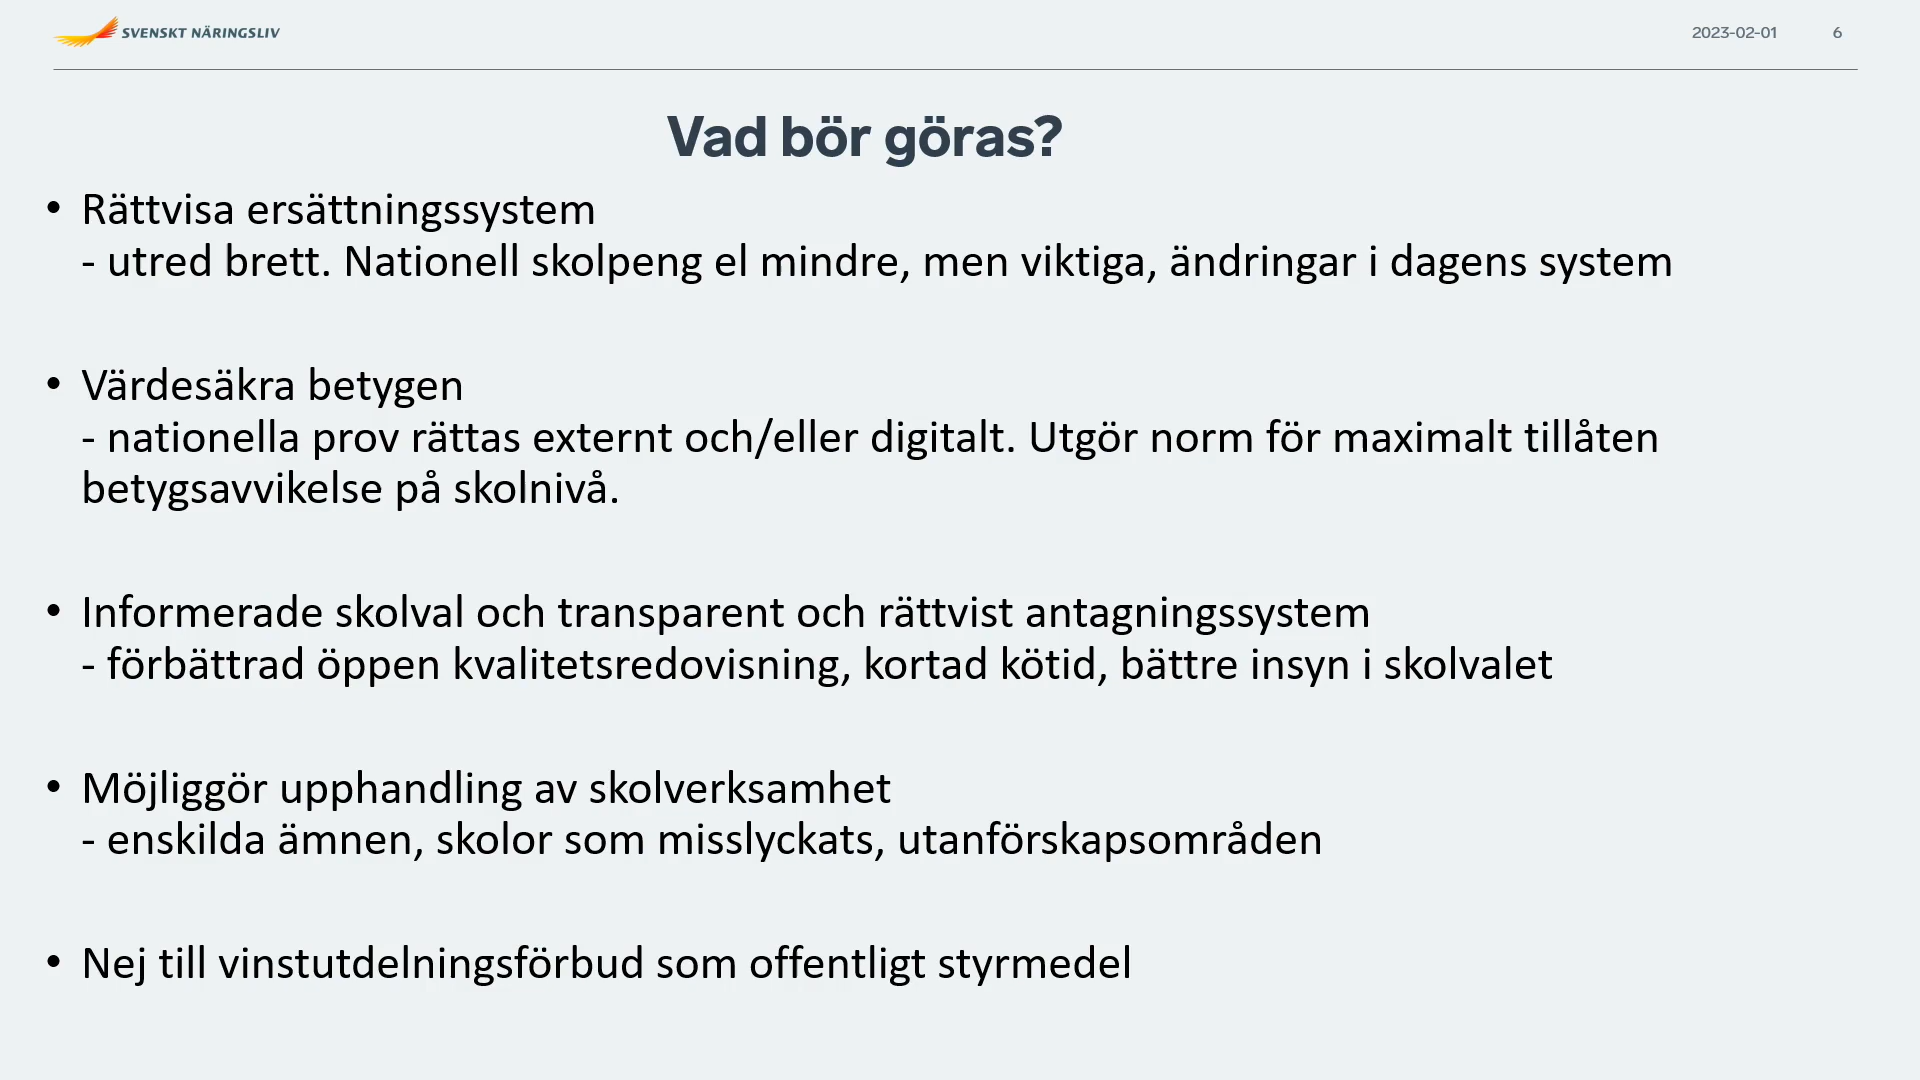 SVENSKT NÄRINGSLIV
2023-02-01 6
Vad bör göras?
• Rättvisa ersättningssystem
- utred brett. Nationell skolpeng el mindre, men viktiga, ändringar i dagens system
• Värdesäkra betygen
- nationella prov rättas externt och/eller digitalt. Utgör norm för maximalt tillåten
betygsavvikelse på skolnivå.
• Informerade skolval och transparent och rättvist antagningssystem
- förbättrad öppen kvalitetsredovisning, kortad kötid, bättre insyn i skolvalet
• Möjliggör upphandling av skolverksamhet
- enskilda ämnen, skolor som misslyckats, utanförskapsområden
• Nej till vinstutdelningsförbud som offentligt styrmedel